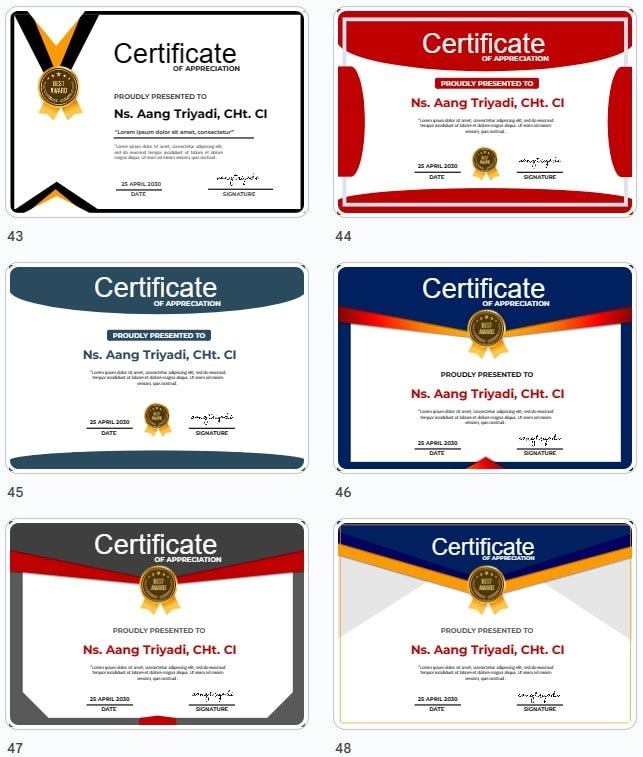 Certificate
OF APPRECIATION
BEST
AWARD
PROUDLY PRESENTED TO
Ns. Aang Triyadi, CHt. CI
"Lorem ipsum dolor sit amet, consectetur"
Lorem ipsum dolor sit amet, consectetur adipiscing elit,
sed do eiusmod tempor incididunt ut labore et dolore magna
aliqua. Ut enim ad minim veniam, quis nostrud .
25 APRIL 2030
DATE
SIGNATURE
43
Certificate
OF APPRECIATION
PROUDLY PRESENTED TO
Ns. Aang Triyadi, CHt. CI
"Lorem ipsum dolor sit amet, consectetur adipiscing elit, sed do eiusmod
tempor incididunt ut labore et dolore magna aliqua. Ut enim ad minim
veniam, quis nostrud .
BEST
AWARD
25 APRIL 2030
DATE
SIGNATURE
44
Certificate
OF APPRECIATION
PROUDLY PRESENTED TO
Ns. Aang Triyadi, CHt. CI
"Lorem ipsum dolor sit amet, consectetur adipiscing elit, sed do eiusmod
tempor incididunt ut labore et dolore magna aliqua. Ut enim ad minim
veniam, quis nostrud .
BEST
AWARD
25 APRIL 2030
DATE
SIGNATURE
45
Certificate
OF APPRECIATION
BEST
AWARD
PROUDLY PRESENTED TO
Ns. Aang Triyadi, CHt. CI
"Lorem ipsum dolor sit amet, consectetur adipiscing elit, sed do eiusmod
tempor incididunt ut labore et dolore magna aliqua. Ut enim ad minim
veniam, quis nostrud .
25 APRIL 2030
DATE
SIGNATURE
46
Certificate
OF APPRECIATION
BEST
AWARD
PROUDLY PRESENTED TO
Ns. Aang Triyadi, CHt. CI
"Lorem ipsum dolor sit amet, consectetur adipiscing elit, sed do eiusmod
tempor incididunt ut labore et dolore magna aliqua. Ut enim ad minim
veniam, quis nostrud .
25 APRIL 2030
DATE
SIGNATURE
47
Certificate
OF APPRECIATION
BEST
AWARD
PROUDLY PRESENTED TO
Ns. Aang Triyadi, CHt. CI
"Lorem ipsum dolor sit amet, consectetur adipiscing elit, sed do eiusmod
tempor incididunt ut labore et dolore magna aliqua. Ut enim ad minim
veniam, quis nostrud .
25 APRIL 2030
DATE
SIGNATURE
48